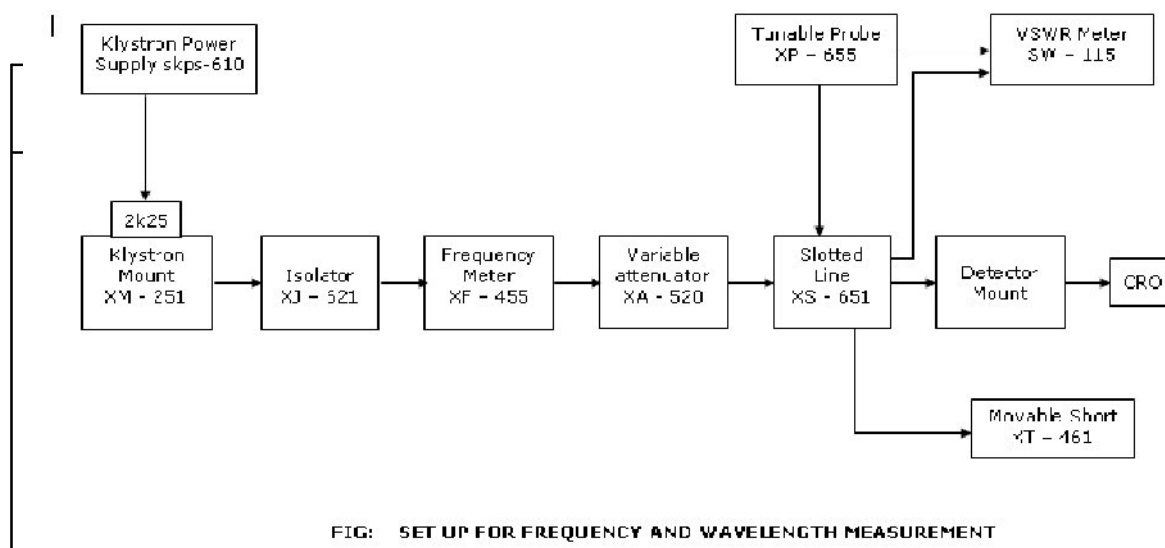 Klystron Power
Supply skps-610
Tunable Probe
XP - 655
VSWR Meter
SW - 115
2k25
Klystron
Mount
XM - 251
Isolator
XJ - 621
Frequency
Meter
XF - 455
Variable
attenuator
XA - 520
Slotted
Line
XS - 651
Detector
Mount
CRO
Movable Short
XT - 461
FIG: SET UP FOR FREQUENCY AND WAVELENGTH MEASUREMENT